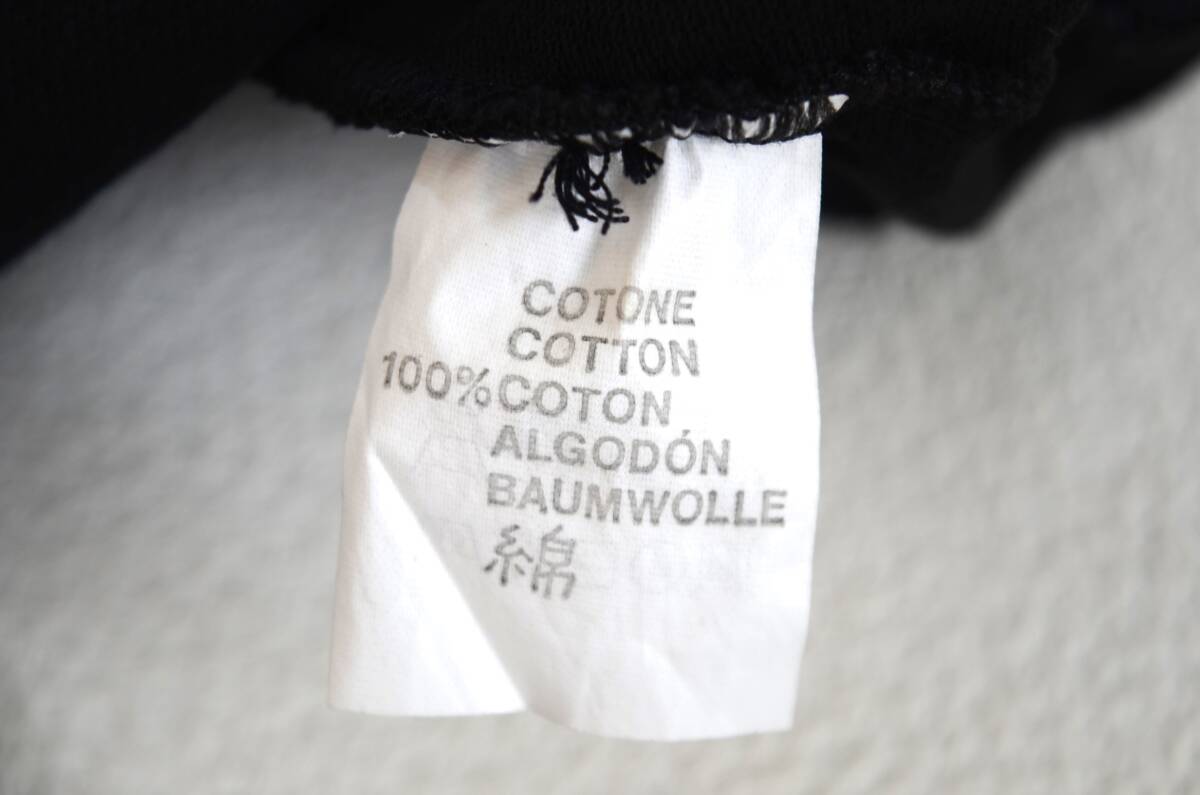 COTONE
COTTON
100% COTON
ALGODÓN
BAUMWOLLE
綿